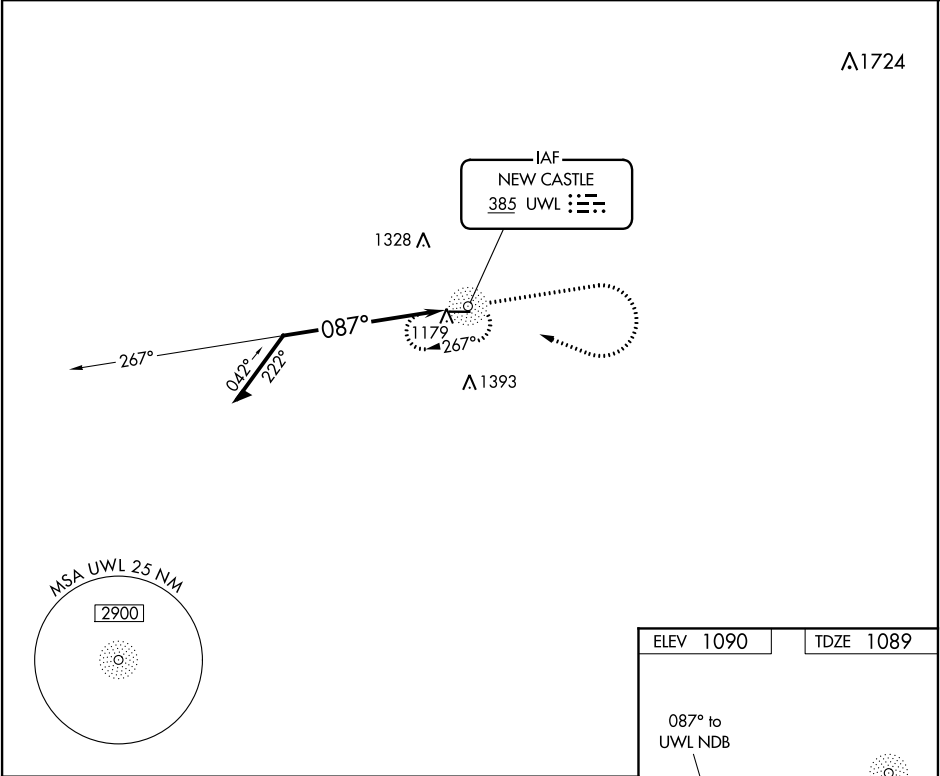 1724
IAF
NEW CASTLE
385 UWL
1328
087°
1179
267°
267°
042°
222°
1393
MSA UWL 25 NM
2900
ELEV 1090
TDZE 1089
087° to
UWL NDB